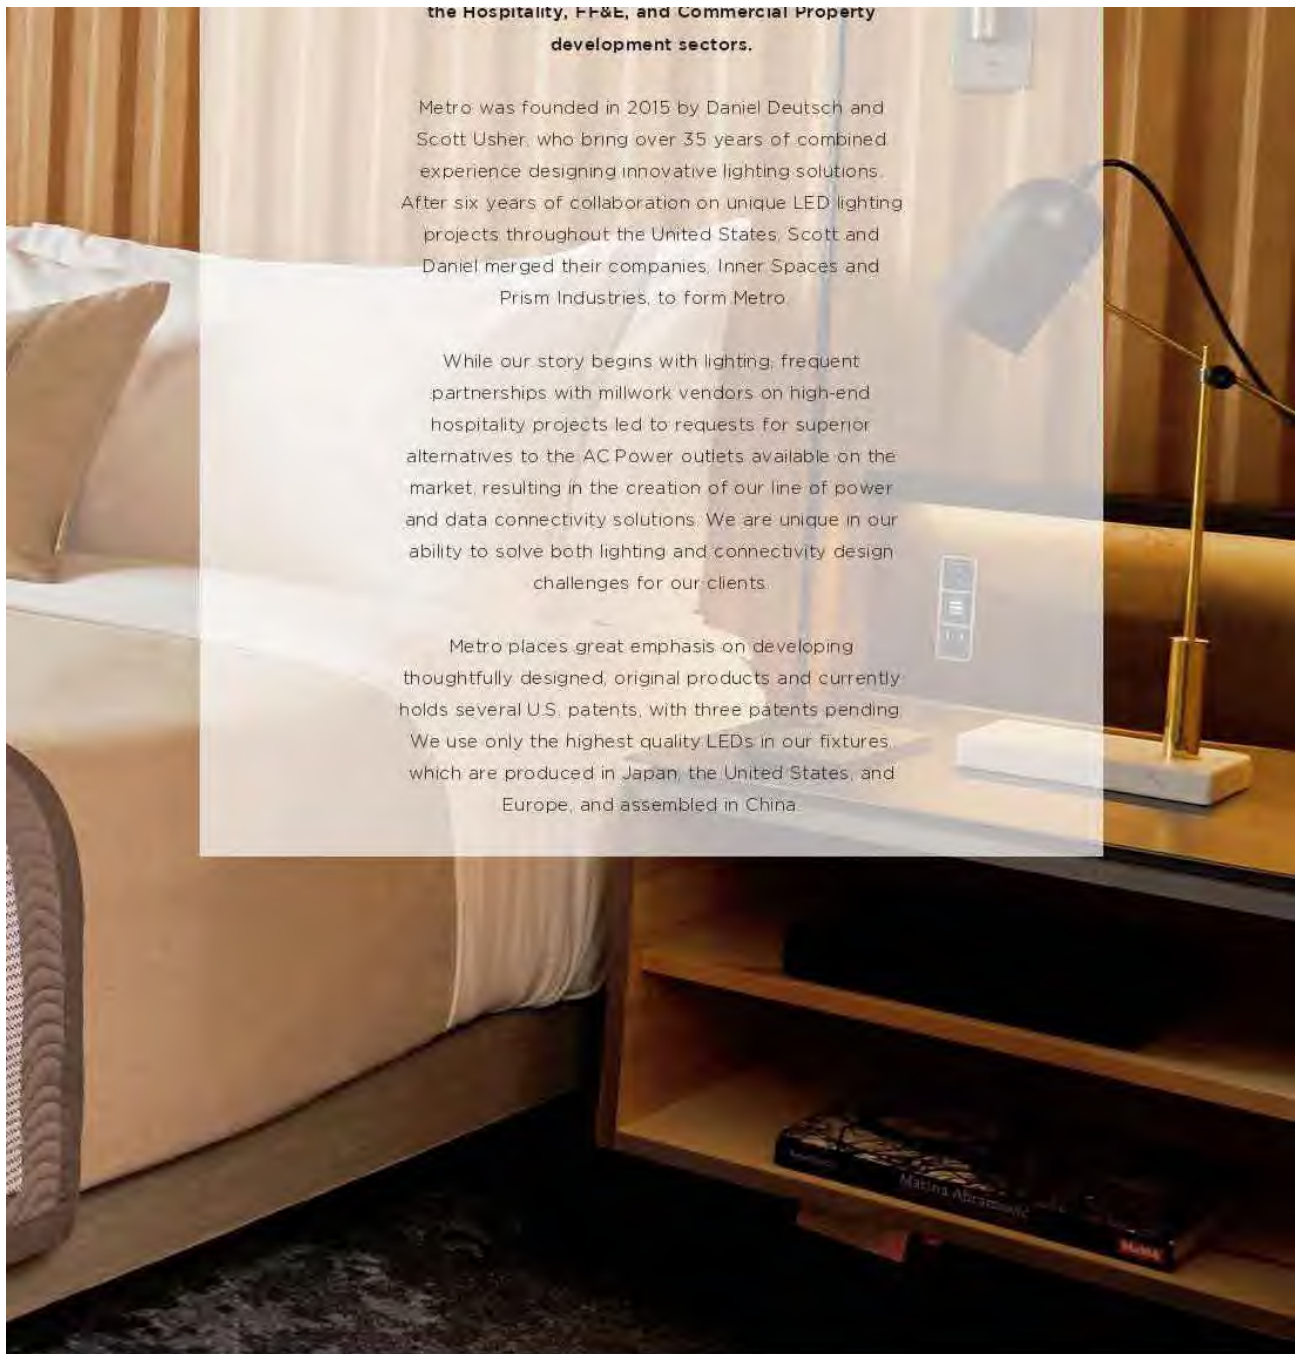 the Hospitality, FF&E, and Commercial Property
development sectors.
Metro was founded in 2015 by Daniel Deutsch and
Scott Usher, who bring over 35 years of combined
experience designing innovative lighting solutions.
After six years of collaboration on unique LED lighting
projects throughout the United States, Scott and
Daniel merged their companies, Inner Spaces and
Prism Industries, to form Metro.
While our story begins with lighting, frequent
partnerships with millwork vendors on high-end
hospitality projects led to requests for superior
alternatives to the AC Power outlets available on the
market, resulting in the creation of our line of power
and data connectivity solutions. We are unique in our
ability to solve both lighting and connectivity design
challenges for our clients.
Metro places great emphasis on developing
thoughtfully designed, original products and currently
holds several U.S. patents, with three patents pending.
We use only the highest quality LEDs in our fixtures,
which are produced in Japan, the United States, and
Europe, and assembled in China.
Marina Abramović
MoMA